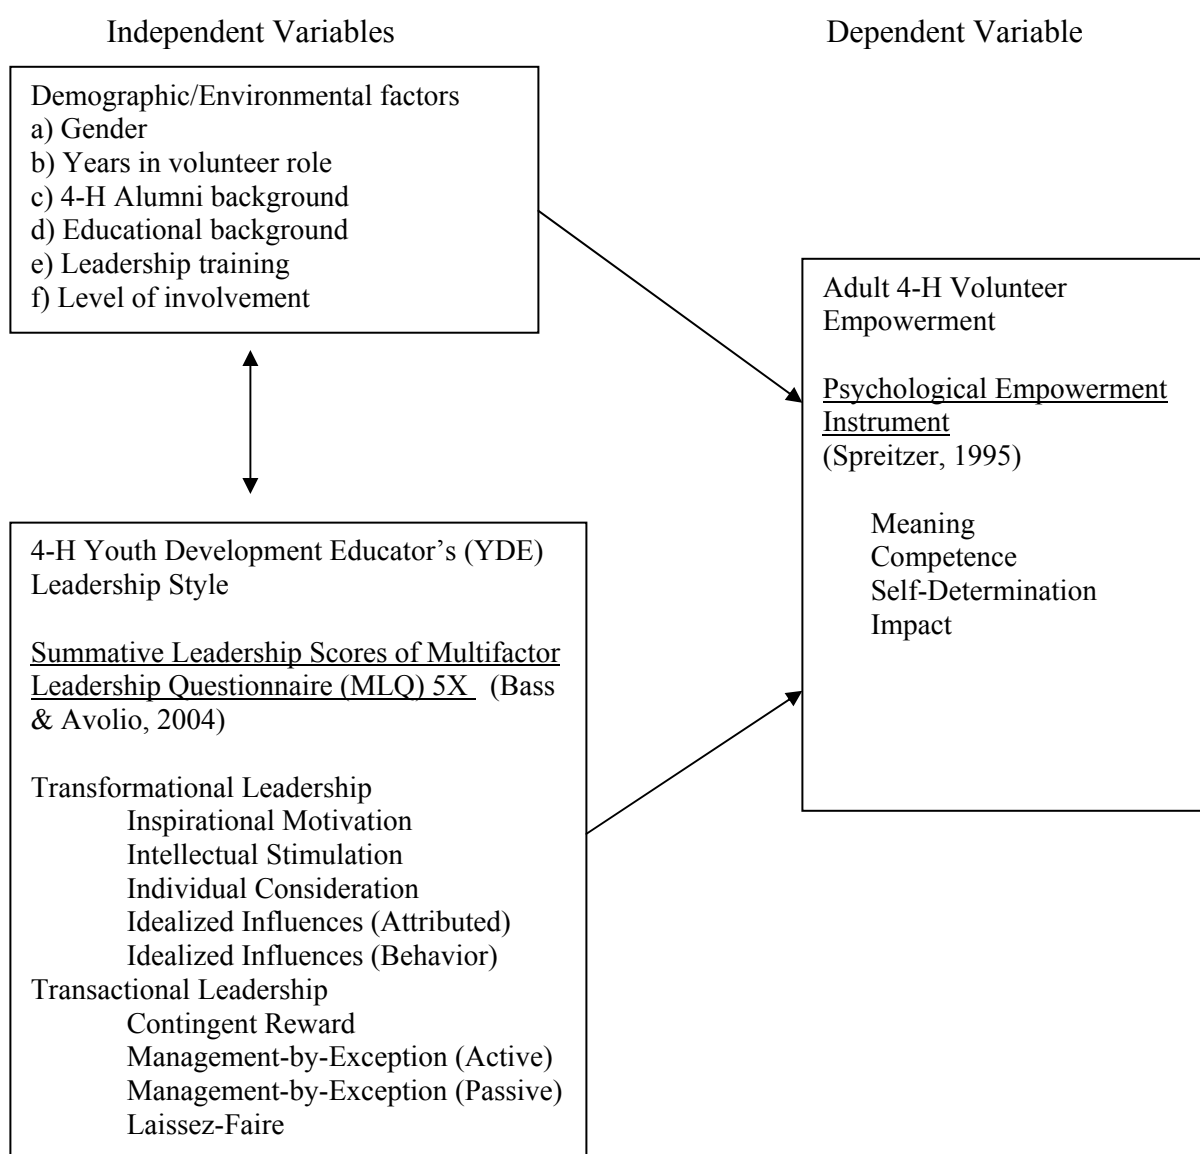 Independent Variables
Dependent Variable
Demographic/Environmental factors
a) Gender
b) Years in volunteer role
c) 4-H Alumni background
d) Educational background
e) Leadership training
f) Level of involvement
4-H Youth Development Educator’s (YDE)
Leadership Style
Summative Leadership Scores of Multifactor
Leadership Questionnaire (MLQ) 5X (Bass
& Avolio, 2004)
Transformational Leadership
Inspirational Motivation
Intellectual Stimulation
Individual Consideration
Idealized Influences (Attributed)
Idealized Influences (Behavior)
Transactional Leadership
Contingent Reward
Management-by-Exception (Active)
Management-by-Exception (Passive)
Laissez-Faire
Adult 4-H Volunteer
Empowerment
Psychological Empowerment
Instrument
(Spreitzer, 1995)
Meaning
Competence
Self-Determination
Impact